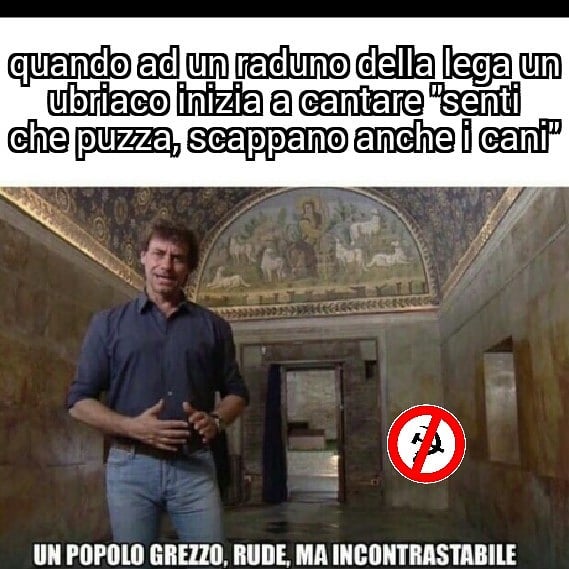 quando ad un raduno della lega un
ubriaco inizia a cantare "senti
che puzza, scappano anche i cani"
UN POPOLO GREZZO, RUDE, MA INCONTRASTABILE